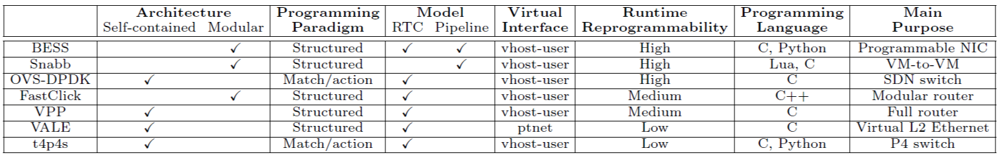 Architecture Programming Model Virtual Runtime Programming Main
Self-contained Modular Paradigm RTC Pipeline Interface Reprogrammability Language Purpose
BESS ✓ Structured ✓ ✓ vhost-user High C, Python Programmable NIC
Snabb ✓ Structured ✓ vhost-user High Lua, C VM-to-VM
OVS-DPDK ✓ Match/action ✓ vhost-user High C SDN switch
FastClick ✓ Structured ✓ vhost-user Medium C++ Modular router
VPP ✓ Structured ✓ vhost-user Medium C Full router
VALE ✓ Structured ✓ ptnet Low C Virtual L2 Ethernet
t4p4s ✓ Match/action ✓ vhost-user Low C, Python P4 switch